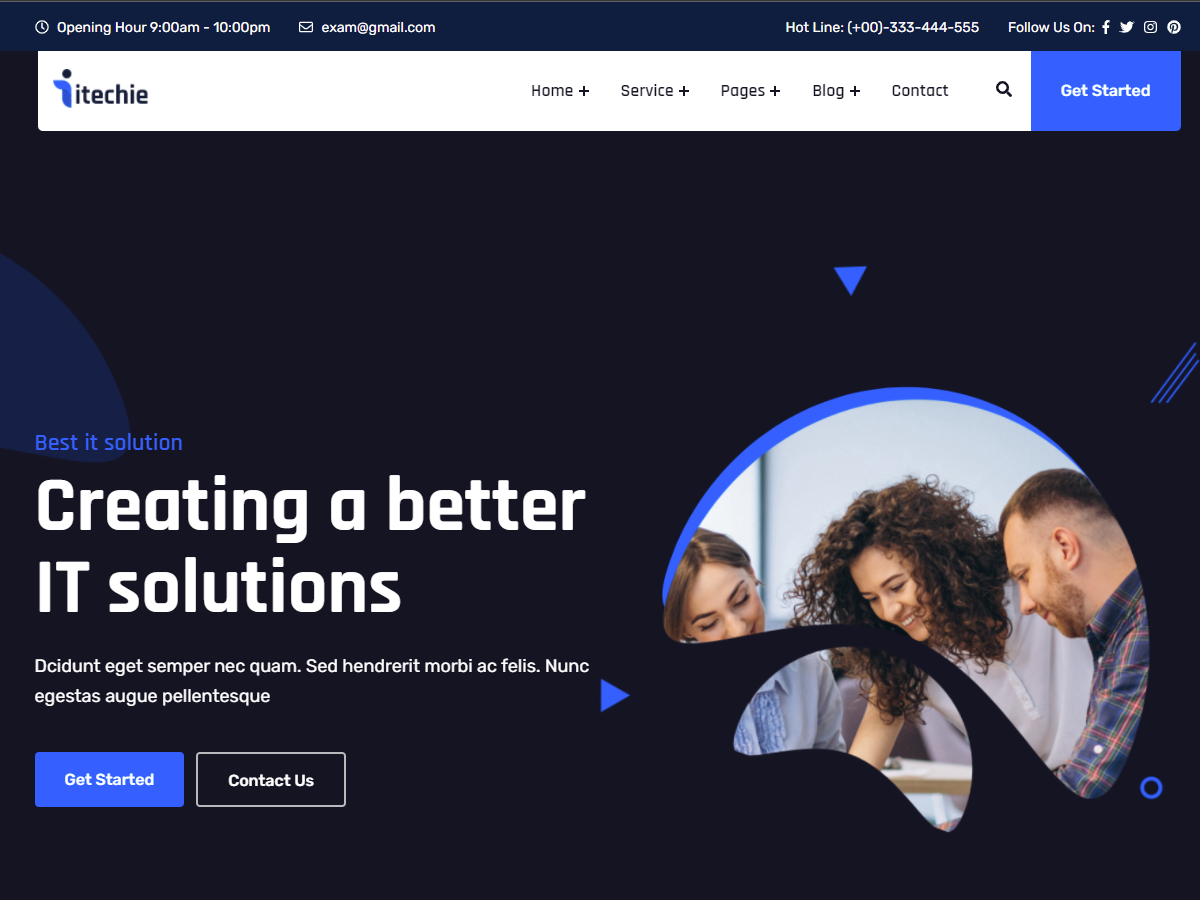 Opening Hour 9:00am - 10:00pm
exam@gmail.com
Hot Line: (+00)-333-444-555
Follow Us On:
itechie
Home +
Service +
Pages +
Blog +
Contact
Get Started
Best it solution
Creating a better
IT solutions
Dcidunt eget semper nec quam. Sed hendrerit morbi ac felis. Nunc
egestas augue pellentesque
Get Started
Contact Us